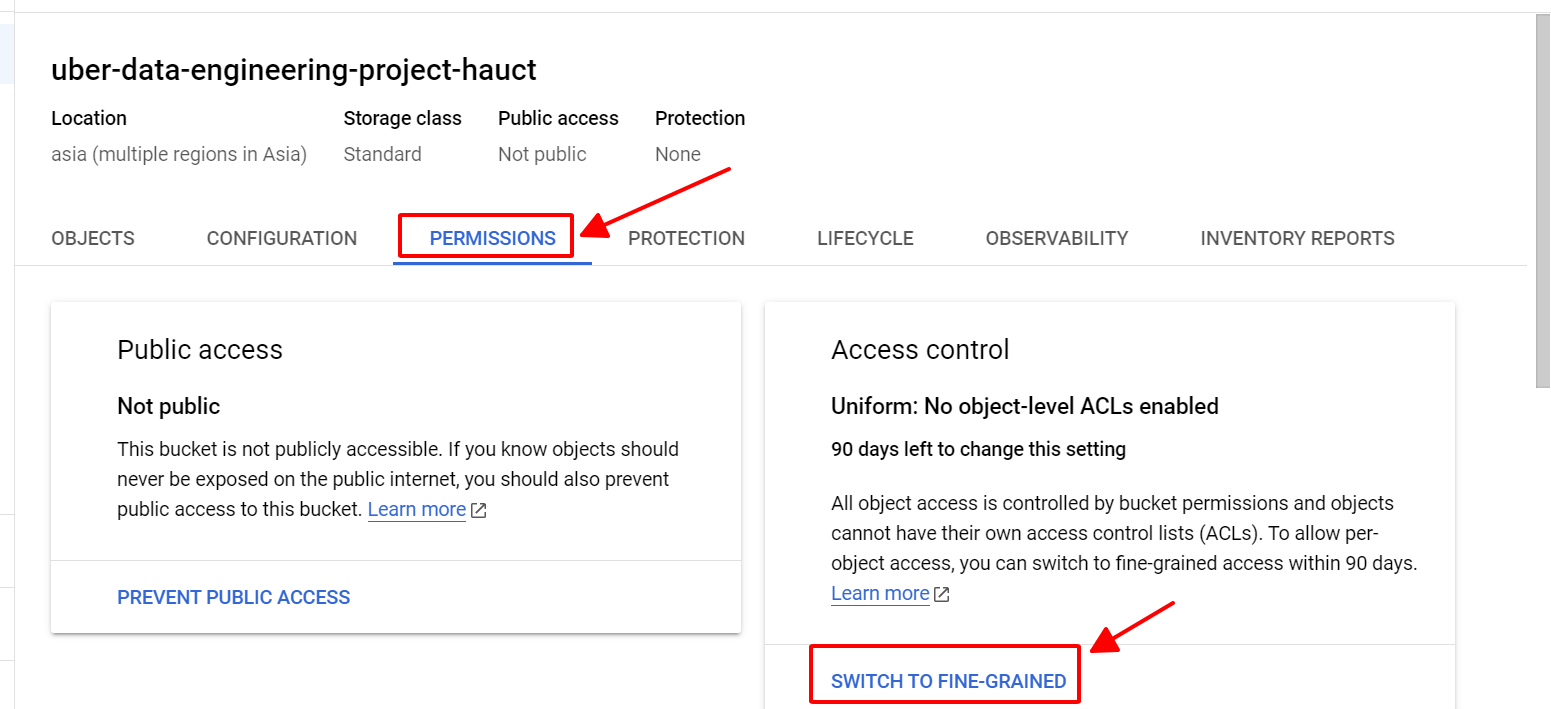 uber-data-engineering-project-hauct
Location Storage class Public access Protection
asia (multiple regions in Asia) Standard Not public None
OBJECTS CONFIGURATION PERMISSIONS PROTECTION LIFECYCLE OBSERVABILITY INVENTORY REPORTS
Public access
Not public
This bucket is not publicly accessible. If you know objects should
never be exposed on the public internet, you should also prevent
public access to this bucket. Learn more
PREVENT PUBLIC ACCESS
Access control
Uniform: No object-level ACLs enabled
90 days left to change this setting
All object access is controlled by bucket permissions and objects
cannot have their own access control lists (ACLs). To allow per-
object access, you can switch to fine-grained access within 90 days.
Learn more
SWITCH TO FINE-GRAINED